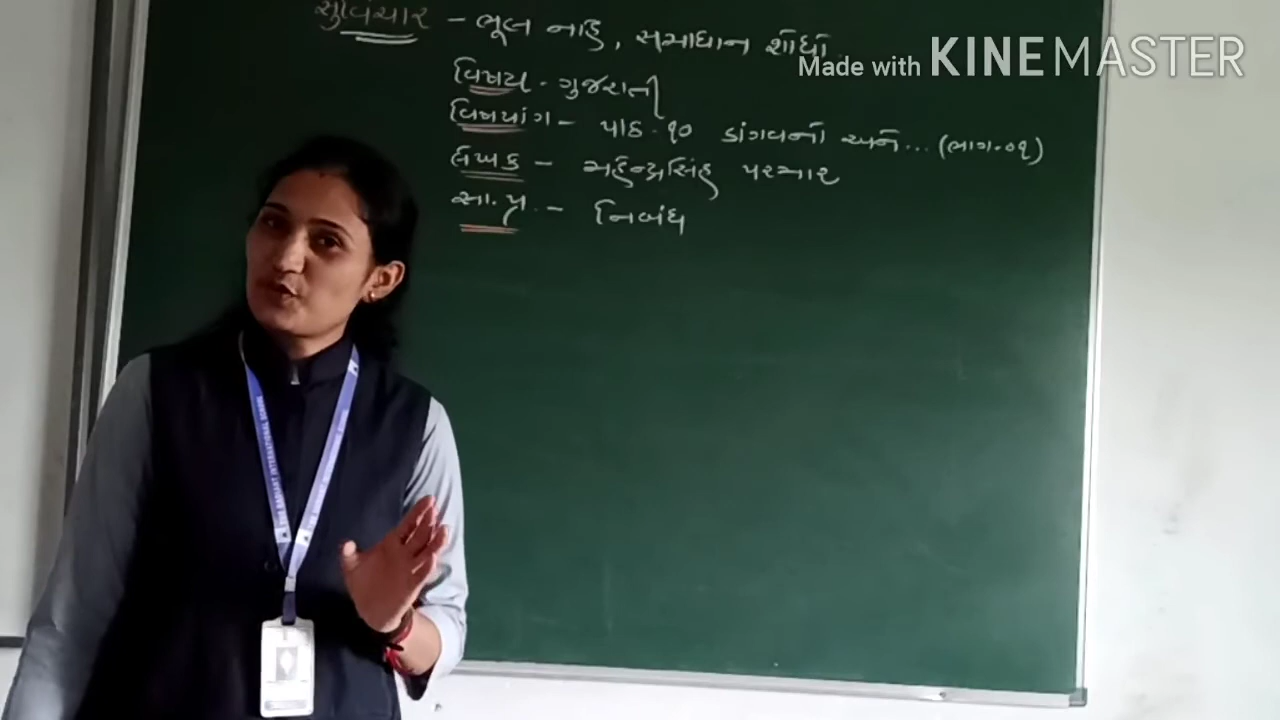 સુવિચાર - ભૂલ નહિ, સમાધાન શોધો
Made with KINEMASTER
વિષય - ગુજરાતી
વિષયાંગ - પાઠ-૧૦ ડાંગવનો અને... (ભાગ-૦૧)
લેખક - મહેન્દ્રસિંહ પરમાર
સા.પ્ર. - નિબંધ